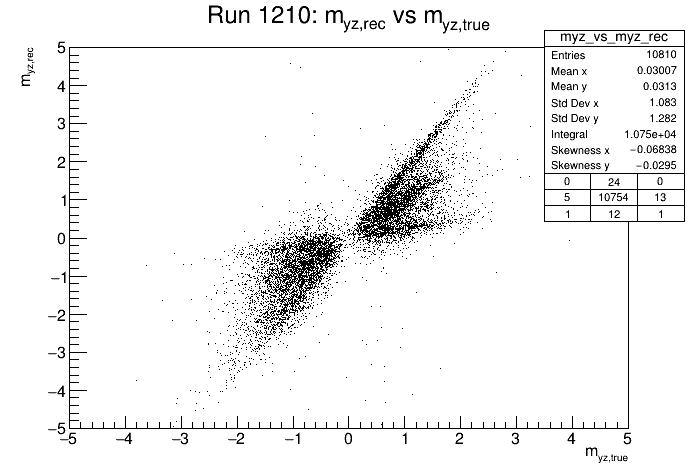 Run 1210: m_yz,rec vs m_yz,true
m_yz,rec
myz_vs_myz_rec
Entries 10810
Mean x 0.03007
Mean y 0.0313
Std Dev x 1.083
Std Dev y 1.282
Integral 1.075e+04
Skewness x −0.06838
Skewness y −0.0295
0 24 0
5 10754 13
1 12 1
5
4
3
2
1
0
−1
−2
−3
−4
−5
−5 −4 −3 −2 −1 0 1 2 3 4 5
m_yz,true